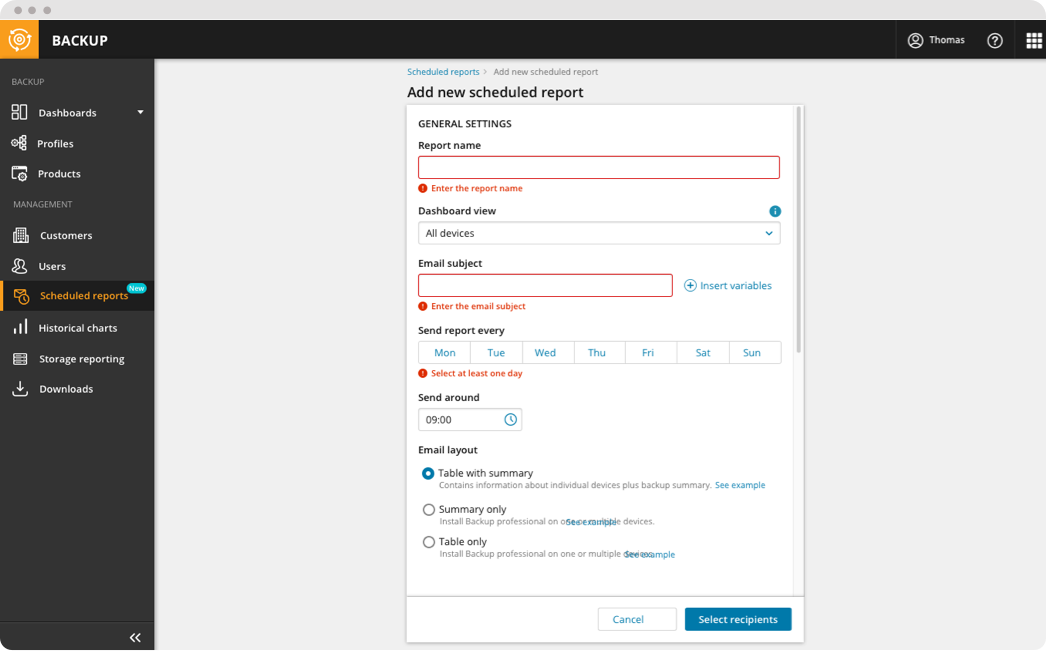 BACKUP
Thomas
BACKUP
Dashboards
Profiles
Products
MANAGEMENT
Customers
Users
Scheduled reports New
Historical charts
Storage reporting
Downloads
Scheduled reports > Add new scheduled report
Add new scheduled report
GENERAL SETTINGS
Report name
Enter the report name
Dashboard view
All devices
Email subject
Insert variables
Enter the email subject
Send report every
Mon Tue Wed Thu Fri Sat Sun
Select at least one day
Send around
09:00
Email layout
Table with summary
Contains information about individual devices plus backup summary. See example
Summary only
Install Backup professional on one or multiple devices. See example
Table only
Install Backup professional on one or multiple devices. See example
Cancel
Select recipients